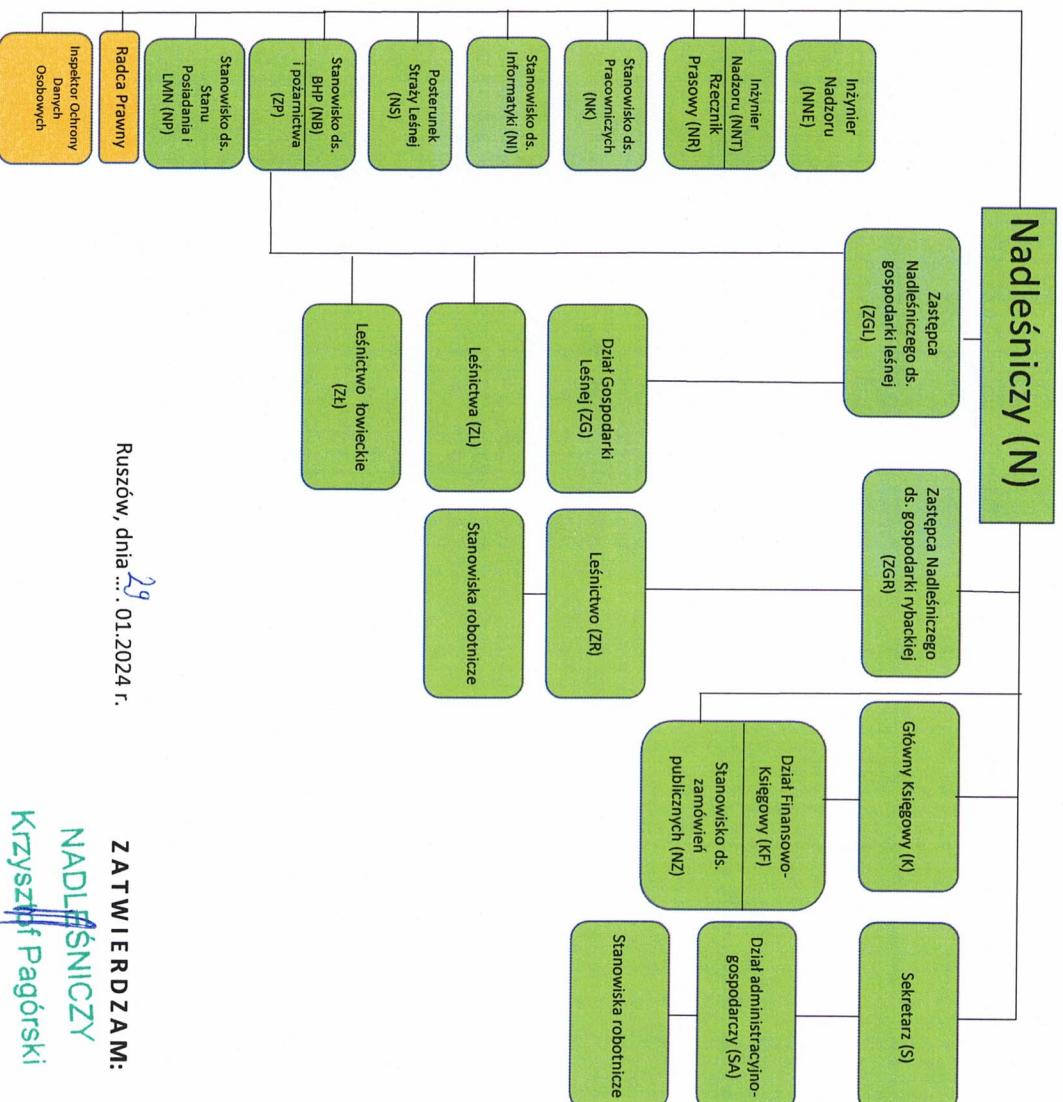 Nadleśniczy (N)
Inżynier
Nadzoru
(NNE)
Inżynier
Nadzoru (NNT)
Rzecznik
Prasowy (NR)
Stanowisko ds.
Pracowniczych
(NK)
Stanowisko ds.
Informatyki (NI)
Posterunek
Straży Leśnej
(NS)
Stanowisko ds.
BHP (NB)
i pożarnictwa
(ZP)
Stanowisko ds.
Stanu
Posiadania i
LMN (NP)
Radca Prawny
Inspektor Ochrony
Danych
Osobowych
Zastępca
Nadleśniczego ds.
gospodarki leśnej
(ZGL)
Dział Gospodarki
Leśnej (ZG)
Leśnictwa (ZL)
Leśnictwo łowieckie
(ZŁ)
Zastępca Nadleśniczego
ds. gospodarki rybackiej
(ZGR)
Leśnictwo (ZR)
Stanowiska robotnicze
Główny Księgowy (K)
Dział Finansowo-
Księgowy (KF)
Stanowisko ds.
zamówień
publicznych (NZ)
Sekretarz (S)
Dział administracyjno-
gospodarczy (SA)
Stanowiska robotnicze
Ruszów, dnia 29 ... . 01.2024 r.
ZATWIERDZAM:
NADLEŚNICZY
Krzysztof Pagórski